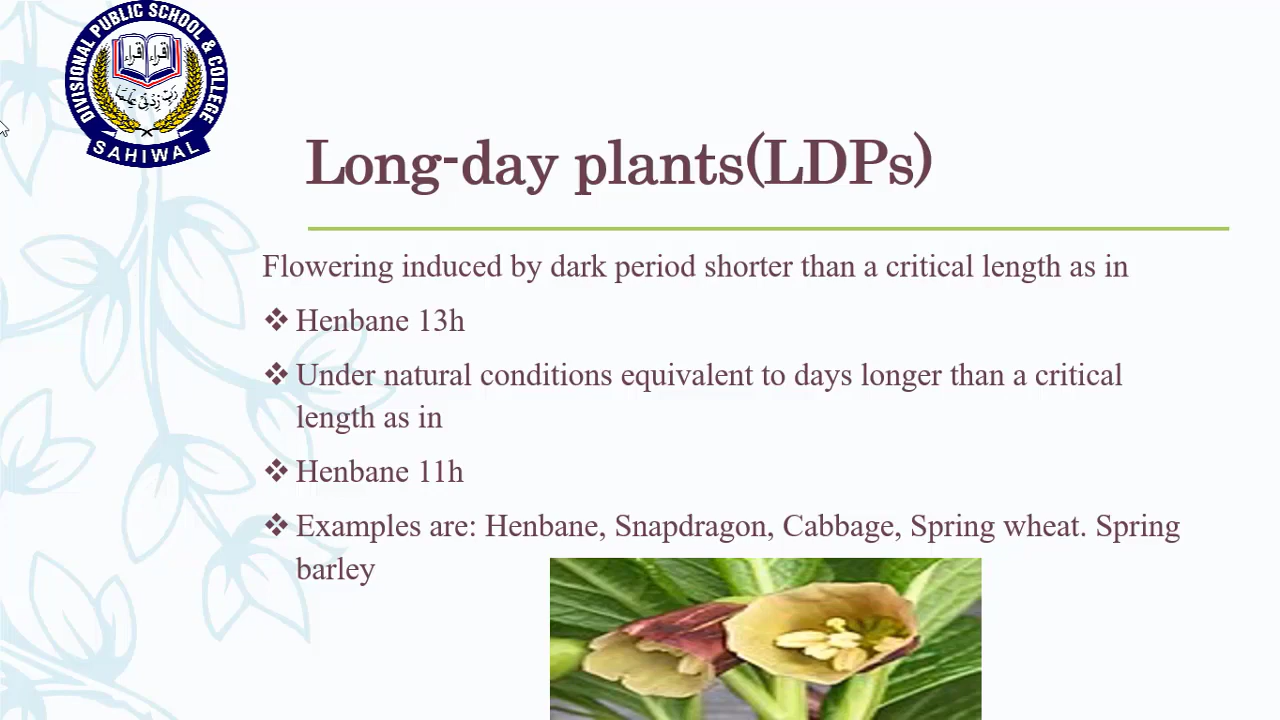 DIVISIONAL PUBLIC SCHOOL & COLLEGE
اقراء اقراء
رَبِّ زِدْنِی عِلْمًا
SAHIWAL
Long-day plants(LDPs)
Flowering induced by dark period shorter than a critical length as in
❖ Henbane 13h
❖ Under natural conditions equivalent to days longer than a critical
length as in
❖ Henbane 11h
❖ Examples are: Henbane, Snapdragon, Cabbage, Spring wheat. Spring
barley